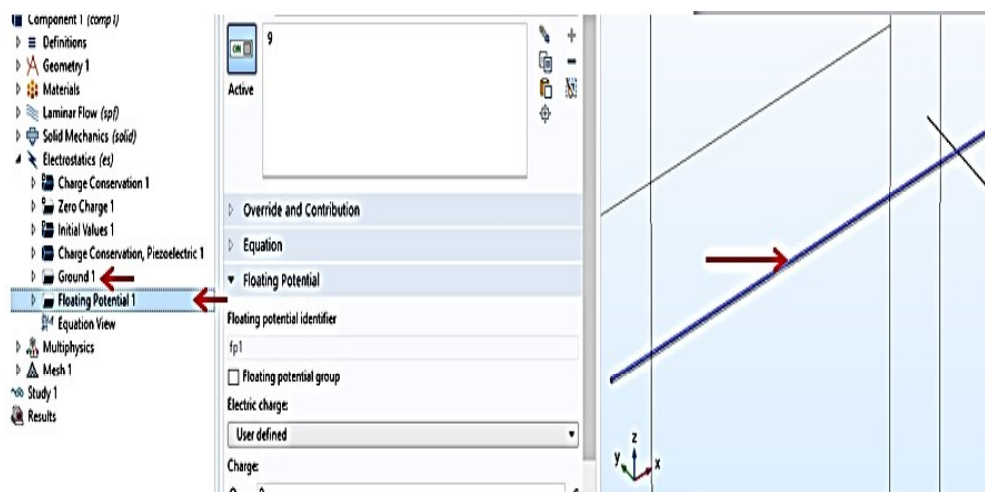 Component 1 (comp1)
Definitions
Geometry 1
Materials
Laminar Flow (spf)
Solid Mechanics (solid)
Electrostatics (es)
Charge Conservation 1
Zero Charge 1
Initial Values 1
Charge Conservation, Piezoelectric 1
Ground 1
Floating Potential 1
Equation View
Multiphysics
Mesh 1
Study 1
Results
ON
Active
9
Override and Contribution
Equation
Floating Potential
Floating potential identifier
fp1
Floating potential group
Electric charge:
User defined
Charge:
z
y
x